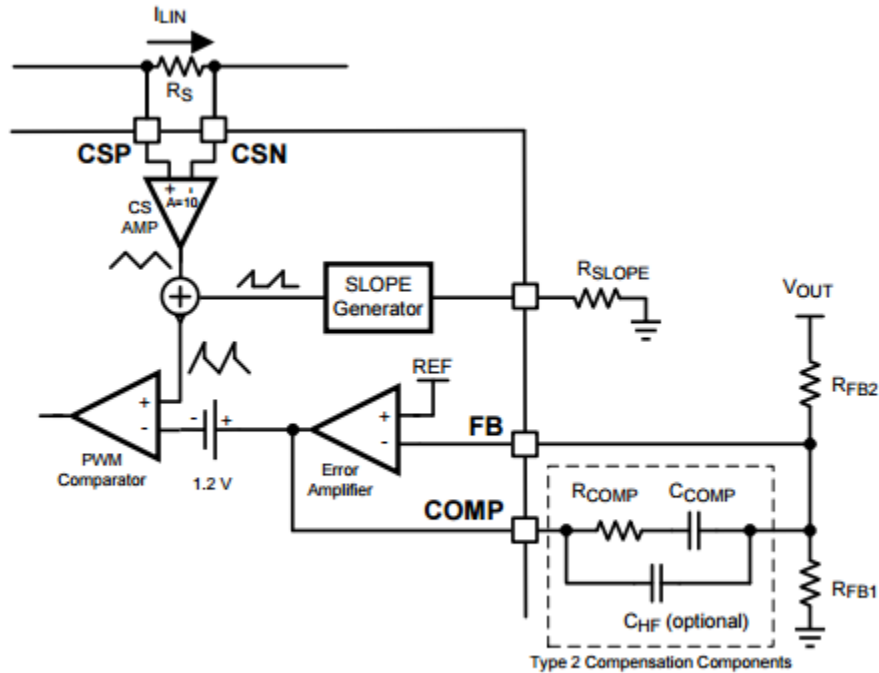 ILIN
RS
CSP
CSN
+ -
A=10
CS
AMP
+
SLOPE
Generator
RSLOPE
VOUT
RFB2
REF
+
-
FB
+
-
- +
PWM
Comparator
1.2 V
Error
Amplifier
COMP
RCOMP
CCOMP
CHF (optional)
RFB1
Type 2 Compensation Components